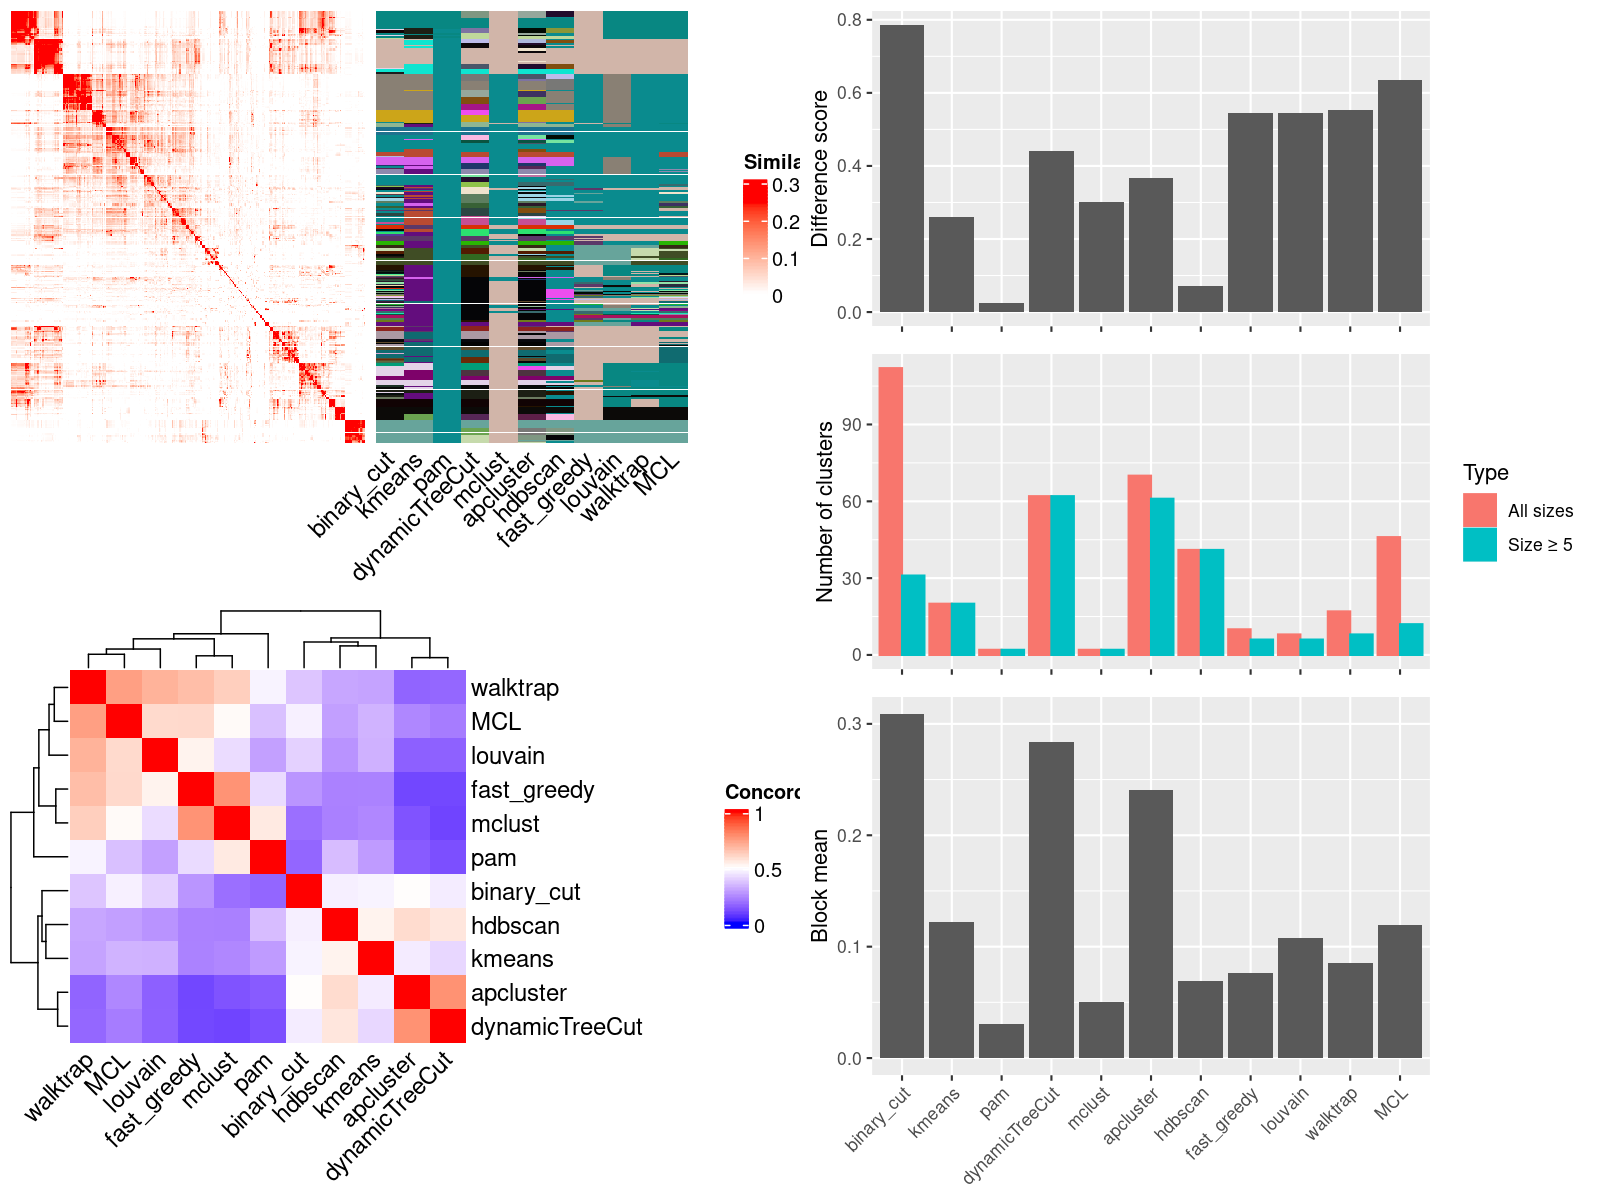 Simila
0.3
0.2
0.1
0
binary_cut
kmeans
pam
dynamicTreeCut
mclust
apcluster
hdbscan
fast_greedy
louvain
walktrap
MCL
walktrap
MCL
louvain
fast_greedy
mclust
pam
binary_cut
hdbscan
kmeans
apcluster
dynamicTreeCut
walktrap
MCL
louvain
fast_greedy
mclust
pam
binary_cut
hdbscan
kmeans
apcluster
dynamicTreeCut
Concord
1
0.5
0
Difference score
0.8
0.6
0.4
0.2
0.0
Number of clusters
90
60
30
0
Type
All sizes
Size ≥ 5
Block mean
0.3
0.2
0.1
0.0
binary_cut
kmeans
pam
dynamicTreeCut
mclust
apcluster
hdbscan
fast_greedy
louvain
walktrap
MCL